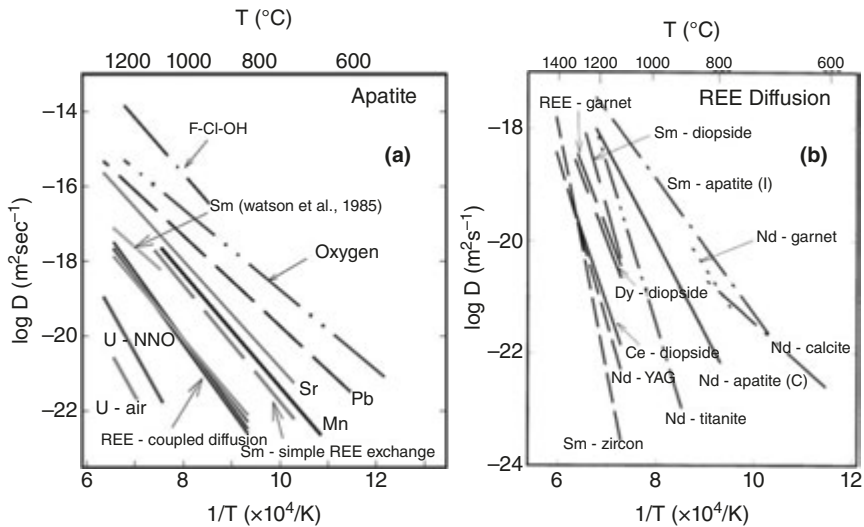 T (°C)
1200 1000 800 600
Apatite
(a)
F-Cl-OH
Sm (watson et al., 1985)
Oxygen
U - NNO
U - air
Sr
Pb
Mn
REE - coupled diffusion
Sm - simple REE exchange
log D (m²sec⁻¹)
−14
−16
−18
−20
−22
6 8 10 12
1/T (×10⁴/K)
T (°C)
1400 1200 1000 800 600
REE Diffusion
(b)
REE - garnet
Sm - diopside
Sm - apatite (I)
Nd - garnet
Dy - diopside
Ce - diopside
Nd - calcite
Nd - YAG
Nd - apatite (C)
Nd - titanite
Sm - zircon
log D (m²s⁻¹)
−18
−20
−22
−24
6 8 10 12
1/T (×10⁴/K)